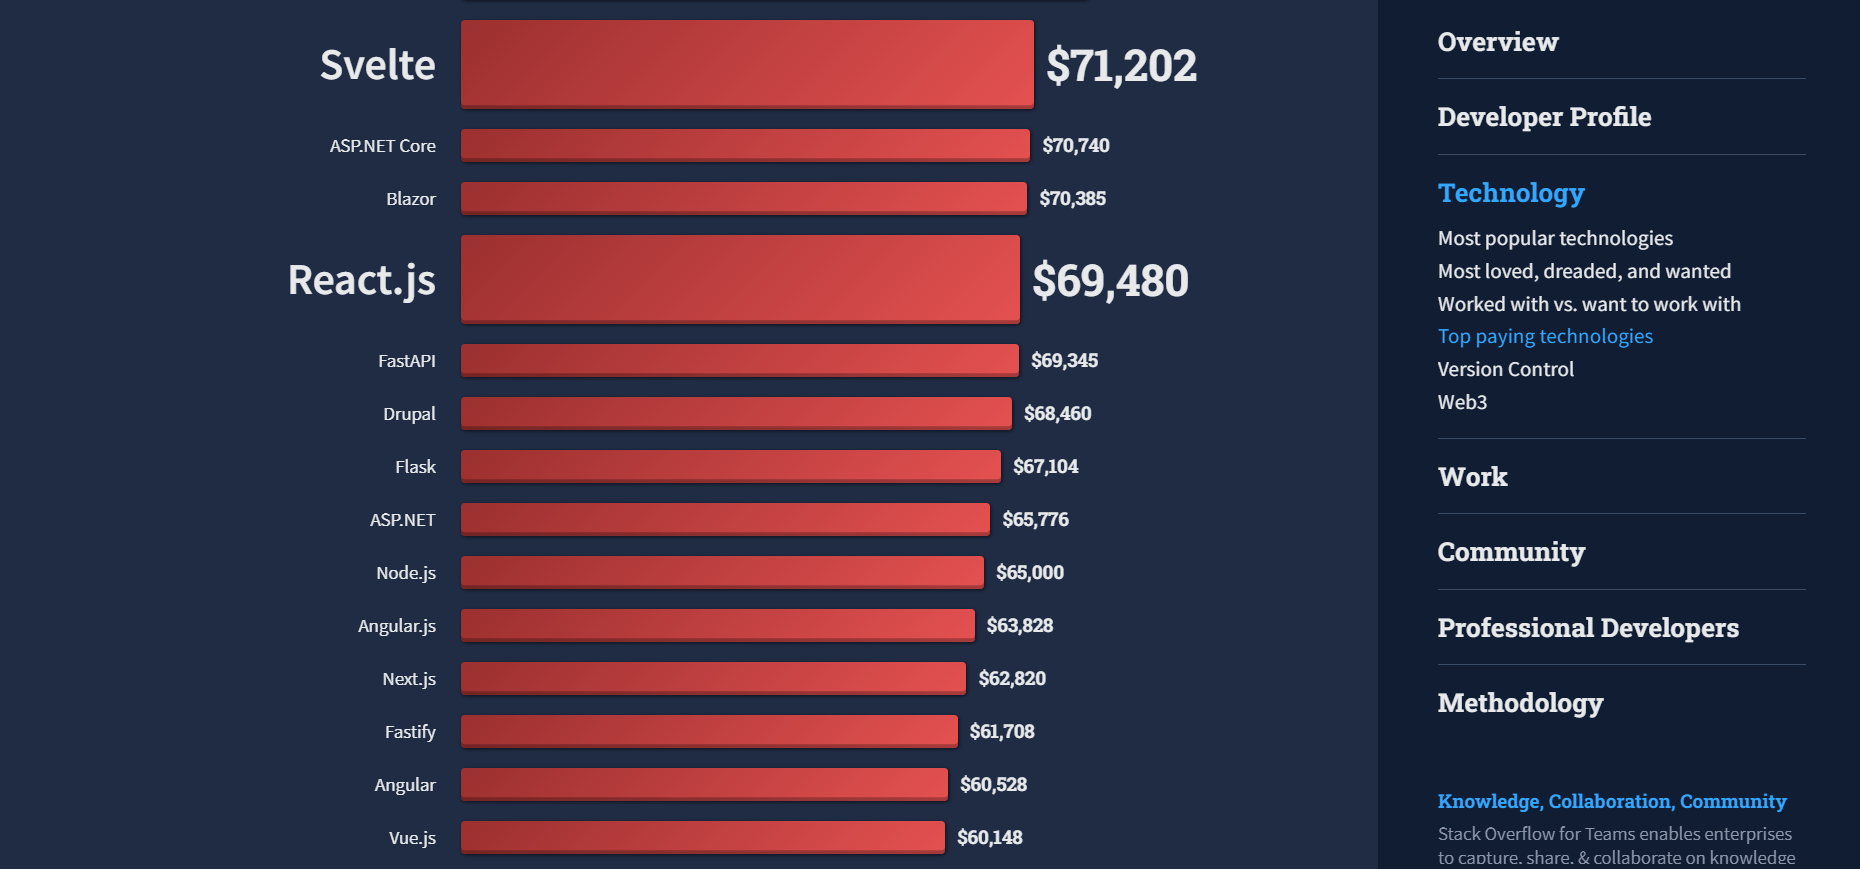 Svelte $71,202
ASP.NET Core $70,740
Blazor $70,385
React.js $69,480
FastAPI $69,345
Drupal $68,460
Flask $67,104
ASP.NET $65,776
Node.js $65,000
Angular.js $63,828
Next.js $62,820
Fastify $61,708
Angular $60,528
Vue.js $60,148
Overview
Developer Profile
Technology
Most popular technologies
Most loved, dreaded, and wanted
Worked with vs. want to work with
Top paying technologies
Version Control
Web3
Work
Community
Professional Developers
Methodology
Knowledge, Collaboration, Community
Stack Overflow for Teams enables enterprises
to capture, share, & collaborate on knowledge